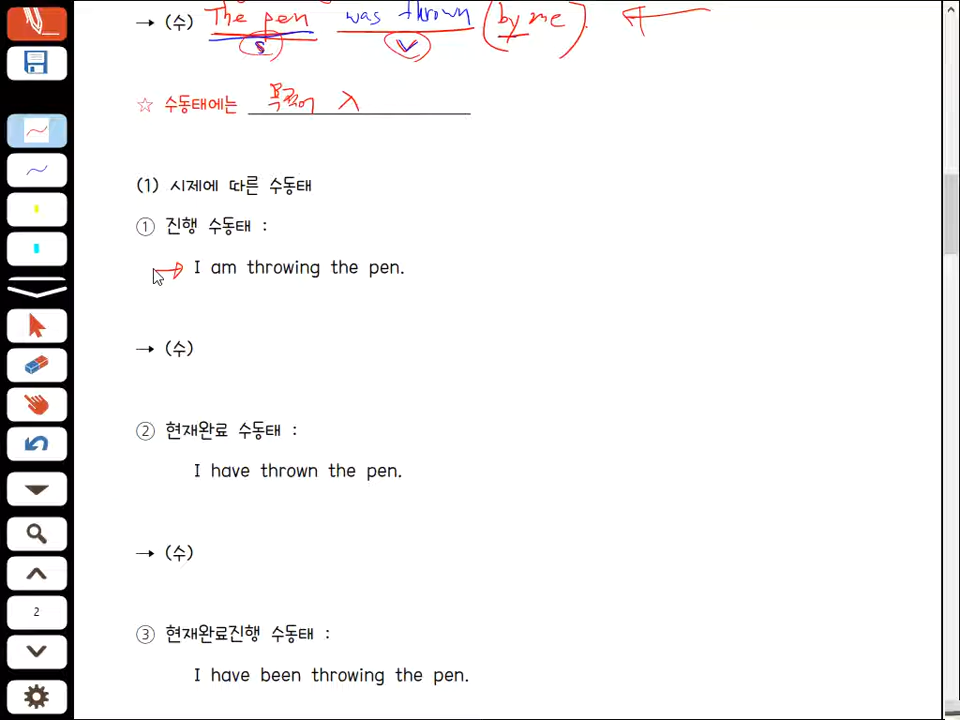 → (수) The pen was thrown (by me).
S V
☆ 수동태에는 목적어 X
(1) 시제에 따른 수동태
① 진행 수동태 :
I am throwing the pen.
→ (수)
② 현재완료 수동태 :
I have thrown the pen.
→ (수)
2
③ 현재완료진행 수동태 :
I have been throwing the pen.